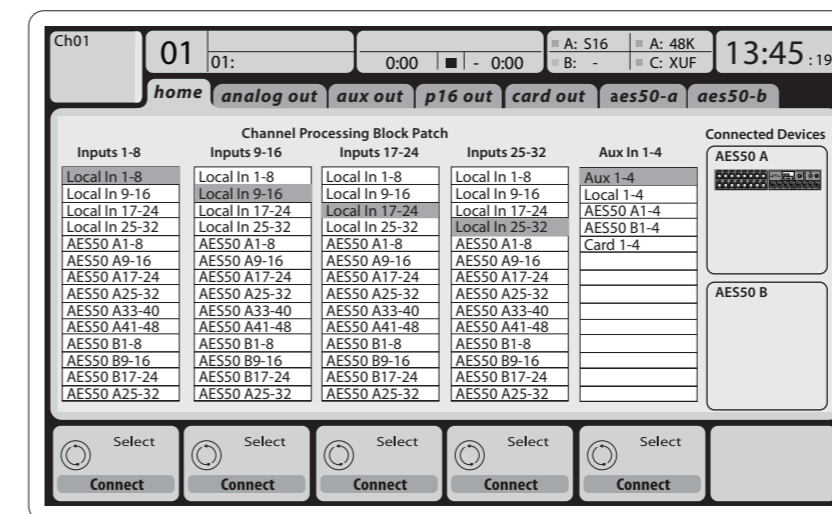 Ch01
01
01:
0:00
- 0:00
A: S16
A: 48K
B: -
C: XUF
13:45 : 19
home
analog out
aux out
p16 out
card out
aes50-a
aes50-b
Channel Processing Block Patch
Connected Devices
Inputs 1-8
Inputs 9-16
Inputs 17-24
Inputs 25-32
Aux In 1-4
AES50 A
Local In 1-8
Local In 1-8
Local In 1-8
Local In 1-8
Aux 1-4
Local In 9-16
Local In 9-16
Local In 9-16
Local In 9-16
Local 1-4
Local In 17-24
Local In 17-24
Local In 17-24
Local In 17-24
AES50 A1-4
Local In 25-32
Local In 25-32
Local In 25-32
Local In 25-32
AES50 B1-4
AES50 A1-8
AES50 A1-8
AES50 A1-8
AES50 A1-8
Card 1-4
AES50 A9-16
AES50 A9-16
AES50 A9-16
AES50 A9-16
AES50 A17-24
AES50 A17-24
AES50 A17-24
AES50 A17-24
AES50 A25-32
AES50 A25-32
AES50 A25-32
AES50 A25-32
AES50 B
AES50 A33-40
AES50 A33-40
AES50 A33-40
AES50 A33-40
AES50 A41-48
AES50 A41-48
AES50 A41-48
AES50 A41-48
AES50 B1-8
AES50 B1-8
AES50 B1-8
AES50 B1-8
AES50 B9-16
AES50 B9-16
AES50 B9-16
AES50 B9-16
AES50 B17-24
AES50 B17-24
AES50 B17-24
AES50 B17-24
AES50 A25-32
AES50 A25-32
AES50 A25-32
AES50 A25-32
Select
Select
Select
Select
Select
Connect
Connect
Connect
Connect
Connect